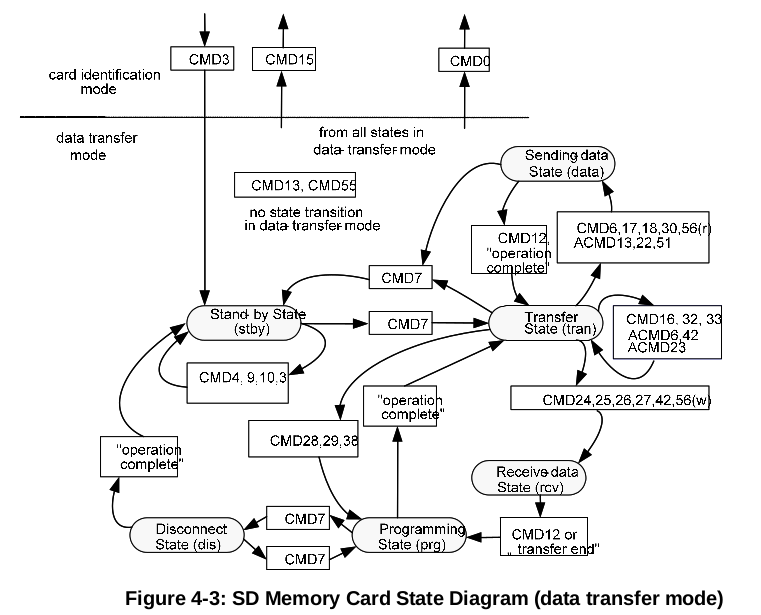 CMD3
CMD15
CMD0
card identification
mode
data transfer
mode
from all states in
data-transfer mode
CMD13, CMD55
no state transition
in data-transfer mode
Sending-data
State (data)
CMD12,
"operation
complete"
CMD6,17,18,30,56(r)
ACMD13,22,51
CMD7
Stand-by State
(stby)
CMD7
Transfer
State (tran)
CMD16, 32, 33
ACMD6,42
ACMD23
CMD4, 9,10,3
"operation
complete"
CMD24,25,26,27,42,56(w)
CMD28,29,38
"operation
complete"
Receive-data
State (rcv)
Disconnect
State (dis)
CMD7
CMD7
Programming
State (prg)
CMD12 or
„ transfer end"
Figure 4-3: SD Memory Card State Diagram (data transfer mode)